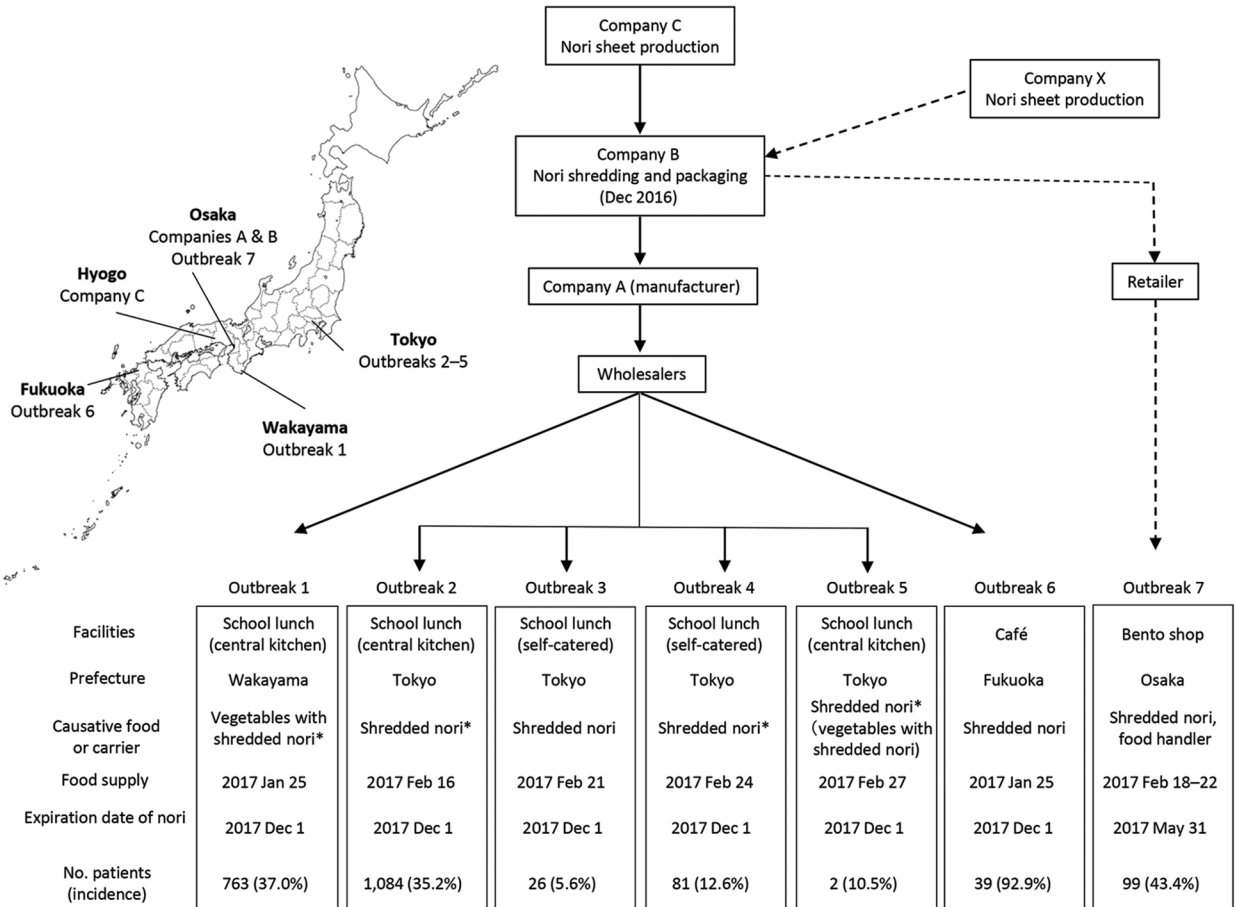 Company C
Nori sheet production
Company X
Nori sheet production
Company B
Nori shredding and packaging
(Dec 2016)
Company A (manufacturer)
Retailer
Wholesalers
Osaka
Companies A & B
Outbreak 7
Hyogo
Company C
Tokyo
Outbreaks 2–5
Fukuoka
Outbreak 6
Wakayama
Outbreak 1
Outbreak 1 Outbreak 2 Outbreak 3 Outbreak 4 Outbreak 5 Outbreak 6 Outbreak 7
Facilities
School lunch
(central kitchen)
School lunch
(central kitchen)
School lunch
(self-catered)
School lunch
(self-catered)
School lunch
(central kitchen)
Café
Bento shop
Prefecture Wakayama Tokyo Tokyo Tokyo Tokyo Fukuoka Osaka
Causative food
or carrier
Vegetables with
shredded nori*
Shredded nori*
Shredded nori
Shredded nori*
Shredded nori*
(vegetables with
shredded nori)
Shredded nori
Shredded nori,
food handler
Food supply 2017 Jan 25 2017 Feb 16 2017 Feb 21 2017 Feb 24 2017 Feb 27 2017 Jan 25 2017 Feb 18–22
Expiration date of nori 2017 Dec 1 2017 Dec 1 2017 Dec 1 2017 Dec 1 2017 Dec 1 2017 Dec 1 2017 May 31
No. patients
(incidence)
763 (37.0%) 1,084 (35.2%) 26 (5.6%) 81 (12.6%) 2 (10.5%) 39 (92.9%) 99 (43.4%)